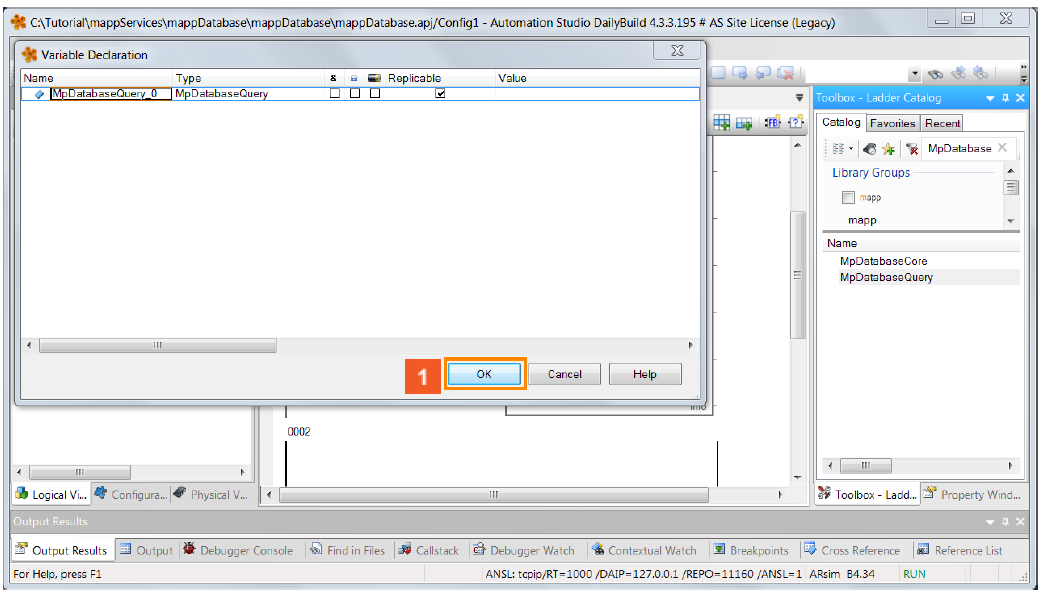 C:\Tutorial\mappServices\mappDatabase\mappDatabase\mappDatabase.apj/Config1 - Automation Studio DailyBuild 4.3.3.195 # AS Site License (Legacy)
Variable Declaration
Name Type & Replicable Value
MpDatabaseQuery_0 MpDatabaseQuery
1 OK Cancel Help
0002
Toolbox - Ladder Catalog
Catalog Favorites Recent
MpDatabase
Library Groups
mapp
mapp
Name
MpDatabaseCore
MpDatabaseQuery
Logical Vi... Configura... Physical V...
Toolbox - Ladd... Property Wind...
Output Results
Output Results Output Debugger Console Find in Files Callstack Debugger Watch Contextual Watch Breakpoints Cross Reference Reference List
For Help, press F1 ANSL: tcpip/RT=1000 /DAIP=127.0.0.1 /REPO=11160 /ANSL=1 ARsim B4.34 RUN